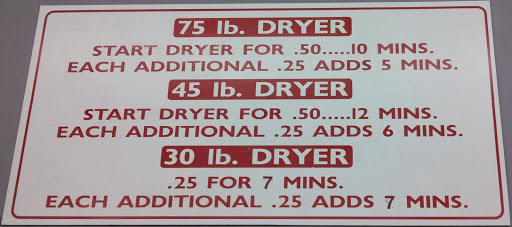 75 lb. DRYER
START DRYER FOR .50.....10 MINS.
EACH ADDITIONAL .25 ADDS 5 MINS.
45 lb. DRYER
START DRYER FOR .50.....12 MINS.
EACH ADDITIONAL .25 ADDS 6 MINS.
30 lb. DRYER
.25 FOR 7 MINS.
EACH ADDITIONAL .25 ADDS 7 MINS.